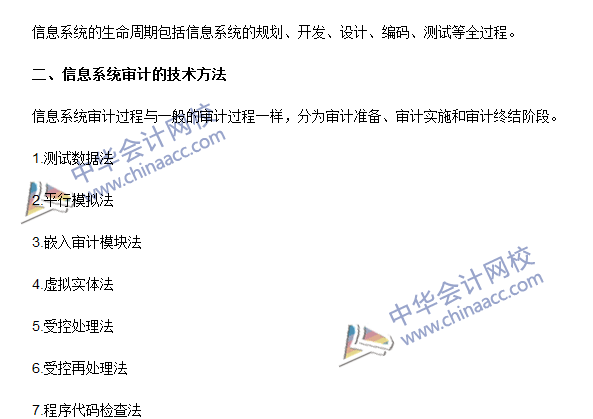 信息系统的生命周期包括信息系统的规划、开发、设计、编码、测试等全过程。
二、信息系统审计的技术方法
信息系统审计过程与一般的审计过程一样，分为审计准备、审计实施和审计终结阶段。
1.测试数据法
中华会计网校
www.chinaacc.com
2.平行模拟法
3.嵌入审计模块法
4.虚拟实体法
中华会计网校
www.chinaacc.com
5.受控处理法
6.受控再处理法
7.程序代码检查法